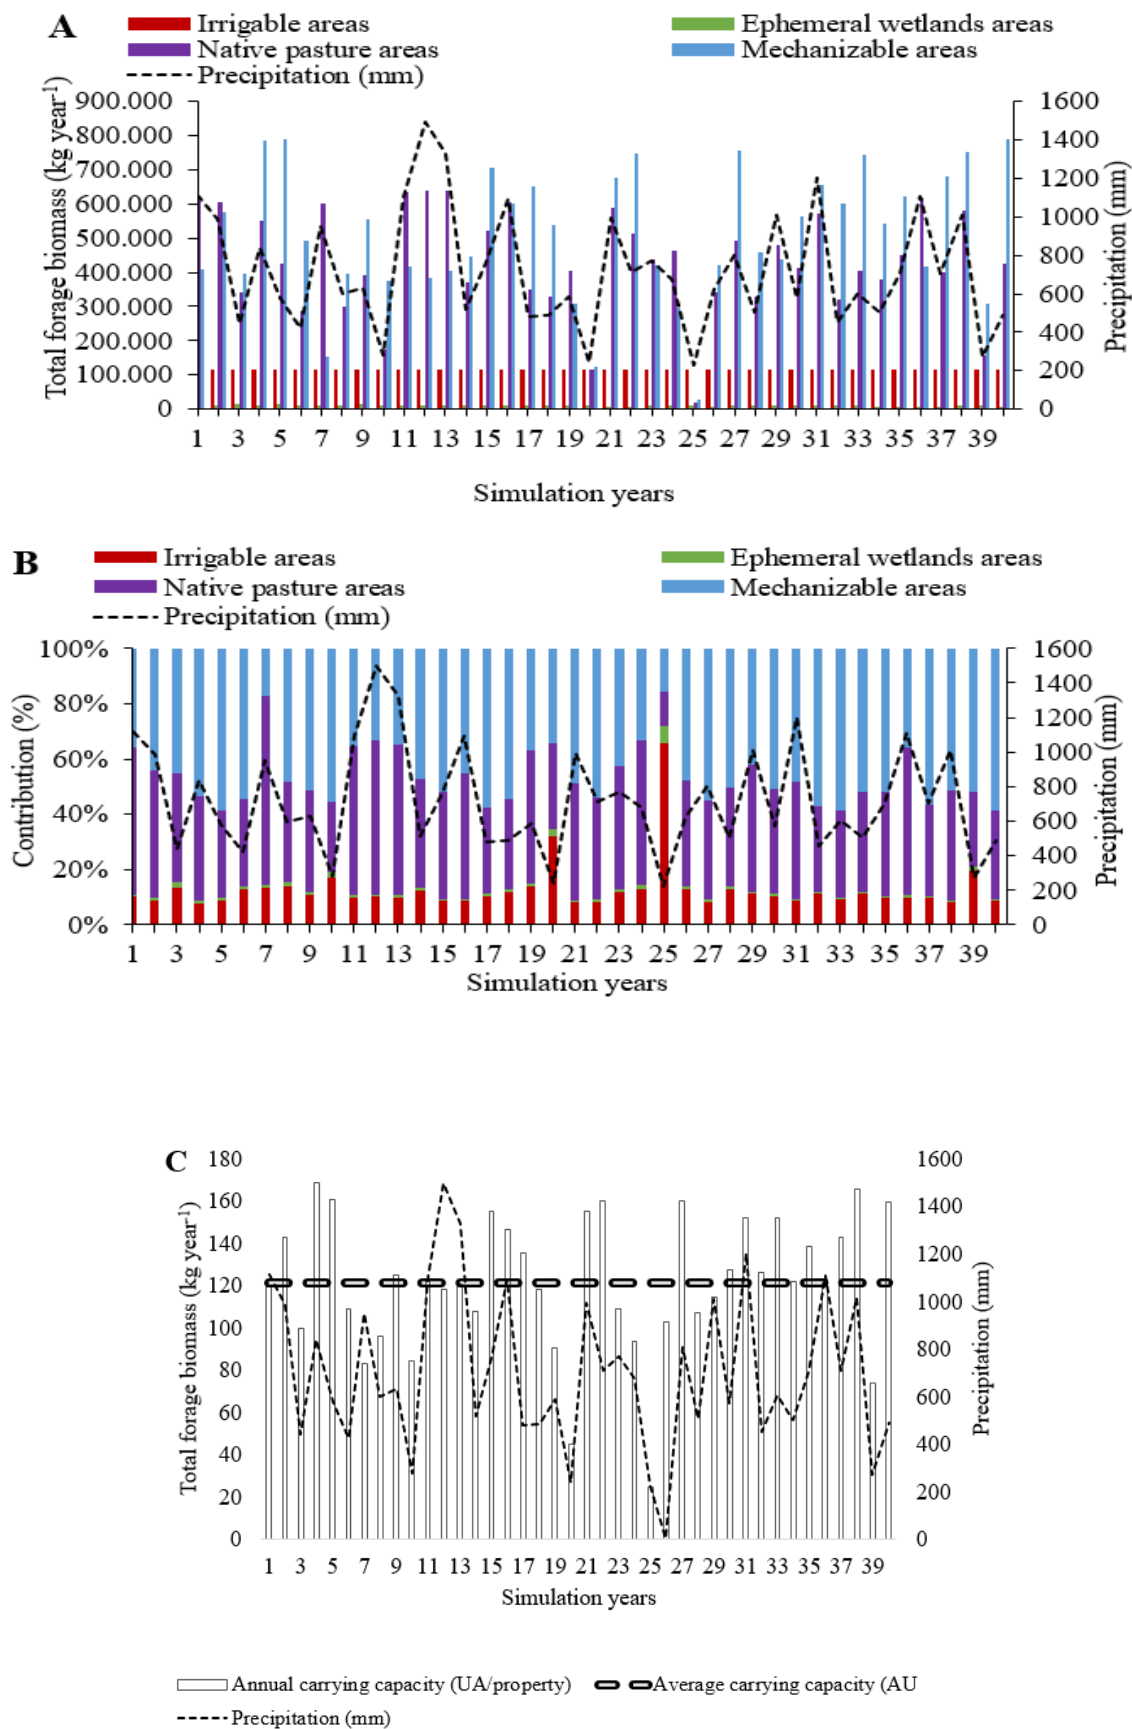 A
Irrigable areas
Ephemeral wetlands areas
Native pasture areas
Mechanizable areas
Precipitation (mm)
Total forage biomass (kg year-1)
900.000
800.000
700.000
600.000
500.000
400.000
300.000
200.000
100.000
0
1600
1400
1200
1000
800
600
400
200
0
Precipitation (mm)
1 3 5 7 9 11 13 15 17 19 21 23 25 27 29 31 33 35 37 39
Simulation years
B
Irrigable areas
Ephemeral wetlands areas
Native pasture areas
Mechanizable areas
Precipitation (mm)
Contribution (%)
100%
80%
60%
40%
20%
0%
1600
1400
1200
1000
800
600
400
200
0
Precipitation (mm)
1 3 5 7 9 11 13 15 17 19 21 23 25 27 29 31 33 35 37 39
Simulation years
C
Total forage biomass (kg year-1)
180
160
140
120
100
80
60
40
20
0
1600
1400
1200
1000
800
600
400
200
0
Precipitation (mm)
1 3 5 7 9 11 13 15 17 19 21 23 25 27 29 31 33 35 37 39
Simulation years
Annual carrying capacity (UA/property)
Average carrying capacity (AU
Precipitation (mm)